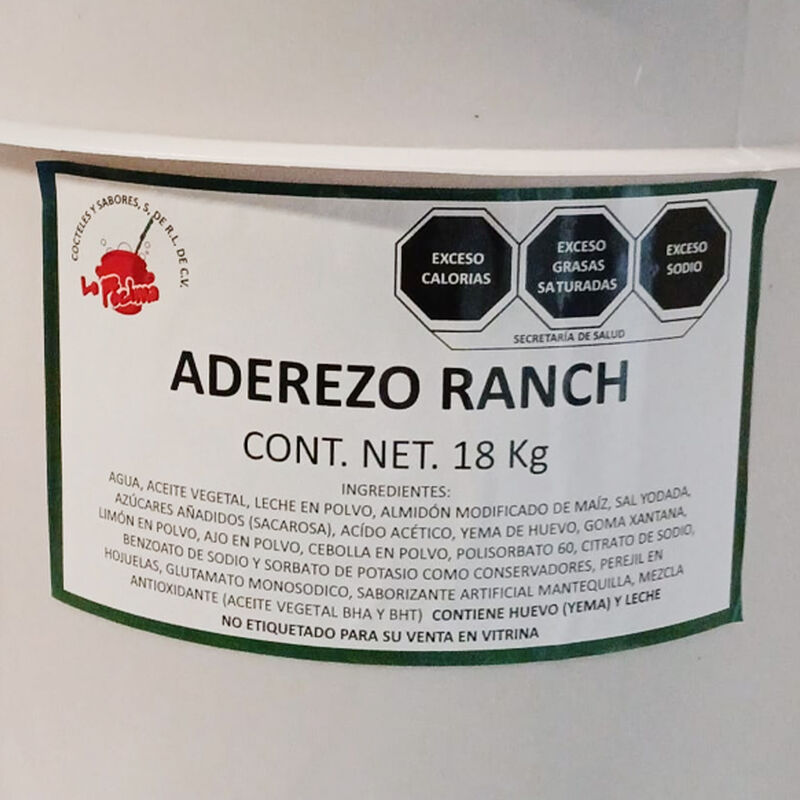 COCTELES Y SABORES, S. DE R.L. DE C.V.
La Pócima
EXCESO
CALORIAS
EXCESO
GRASAS
SATURADAS
EXCESO
SODIO
SECRETARÍA DE SALUD
ADEREZO RANCH
CONT. NET. 18 Kg
INGREDIENTES:
AGUA, ACEITE VEGETAL, LECHE EN POLVO, ALMIDÓN MODIFICADO DE MAÍZ, SAL YODADA,
AZÚCARES AÑADIDOS (SACAROSA), ACÍDO ACÉTICO, YEMA DE HUEVO, GOMA XANTANA,
LIMÓN EN POLVO, AJO EN POLVO, CEBOLLA EN POLVO, POLISORBATO 60, CITRATO DE SODIO,
BENZOATO DE SODIO Y SORBATO DE POTASIO COMO CONSERVADORES, PEREJIL EN
HOJUELAS, GLUTAMATO MONOSODICO, SABORIZANTE ARTIFICIAL MANTEQUILLA, MEZCLA
ANTIOXIDANTE (ACEITE VEGETAL BHA Y BHT) CONTIENE HUEVO (YEMA) Y LECHE
NO ETIQUETADO PARA SU VENTA EN VITRINA